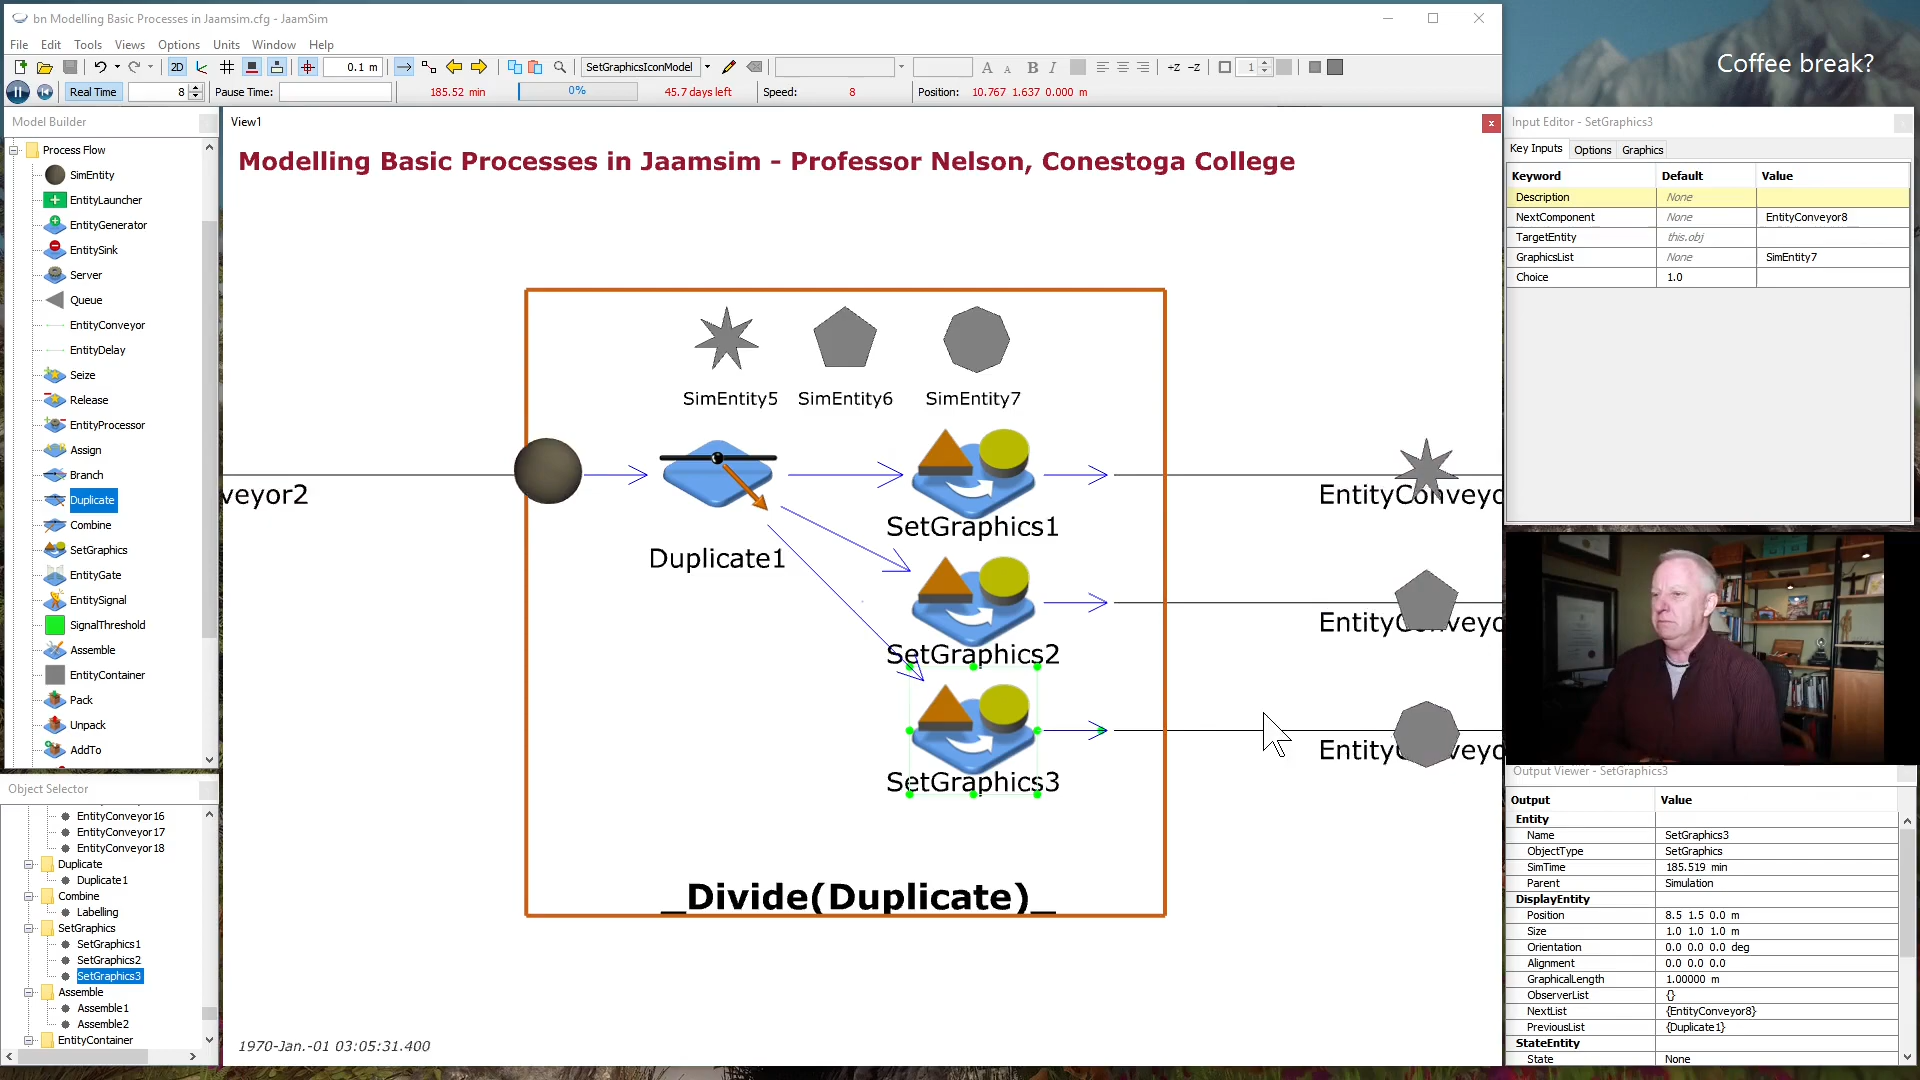 bn Modelling Basic Processes in Jaamsim.cfg - JaamSim
File Edit Tools Views Options Units Window Help
2D 0.1 m SetGraphicsIconModel A A B I +Z -Z 1
Real Time 8 Pause Time: 185.52 min 0% 45.7 days left Speed: 8 Position: 10.767 1.637 0.000 m
Coffee break?
Model Builder
Process Flow
SimEntity
EntityLauncher
EntityGenerator
EntitySink
Server
Queue
EntityConveyor
EntityDelay
Seize
Release
EntityProcessor
Assign
Branch
Duplicate
Combine
SetGraphics
EntityGate
EntitySignal
SignalThreshold
Assemble
EntityContainer
Pack
Unpack
AddTo
Object Selector
EntityConveyor16
EntityConveyor17
EntityConveyor18
Duplicate
Duplicate1
Combine
Labelling
SetGraphics
SetGraphics1
SetGraphics2
SetGraphics3
Assemble
Assemble1
Assemble2
EntityContainer
View1 x
Modelling Basic Processes in Jaamsim - Professor Nelson, Conestoga College
SimEntity5 SimEntity6 SimEntity7
veyor2
Duplicate1
SetGraphics1
EntityConveyo
SetGraphics2
SetGraphics3
_Divide(Duplicate)_
1970-Jan.-01 03:05:31.400
Input Editor - SetGraphics3
Key Inputs Options Graphics
Keyword Default Value
Description None
NextComponent None EntityConveyor8
TargetEntity this.obj
GraphicsList None SimEntity7
Choice 1.0
Output Viewer - SetGraphics3
Output Value
Entity
Name SetGraphics3
ObjectType SetGraphics
SimTime 185.519 min
Parent Simulation
DisplayEntity
Position 8.5 1.5 0.0 m
Size 1.0 1.0 1.0 m
Orientation 0.0 0.0 0.0 deg
Alignment 0.0 0.0 0.0
GraphicalLength 1.00000 m
ObserverList {}
NextList {EntityConveyor8}
PreviousList {Duplicate1}
StateEntity
State None